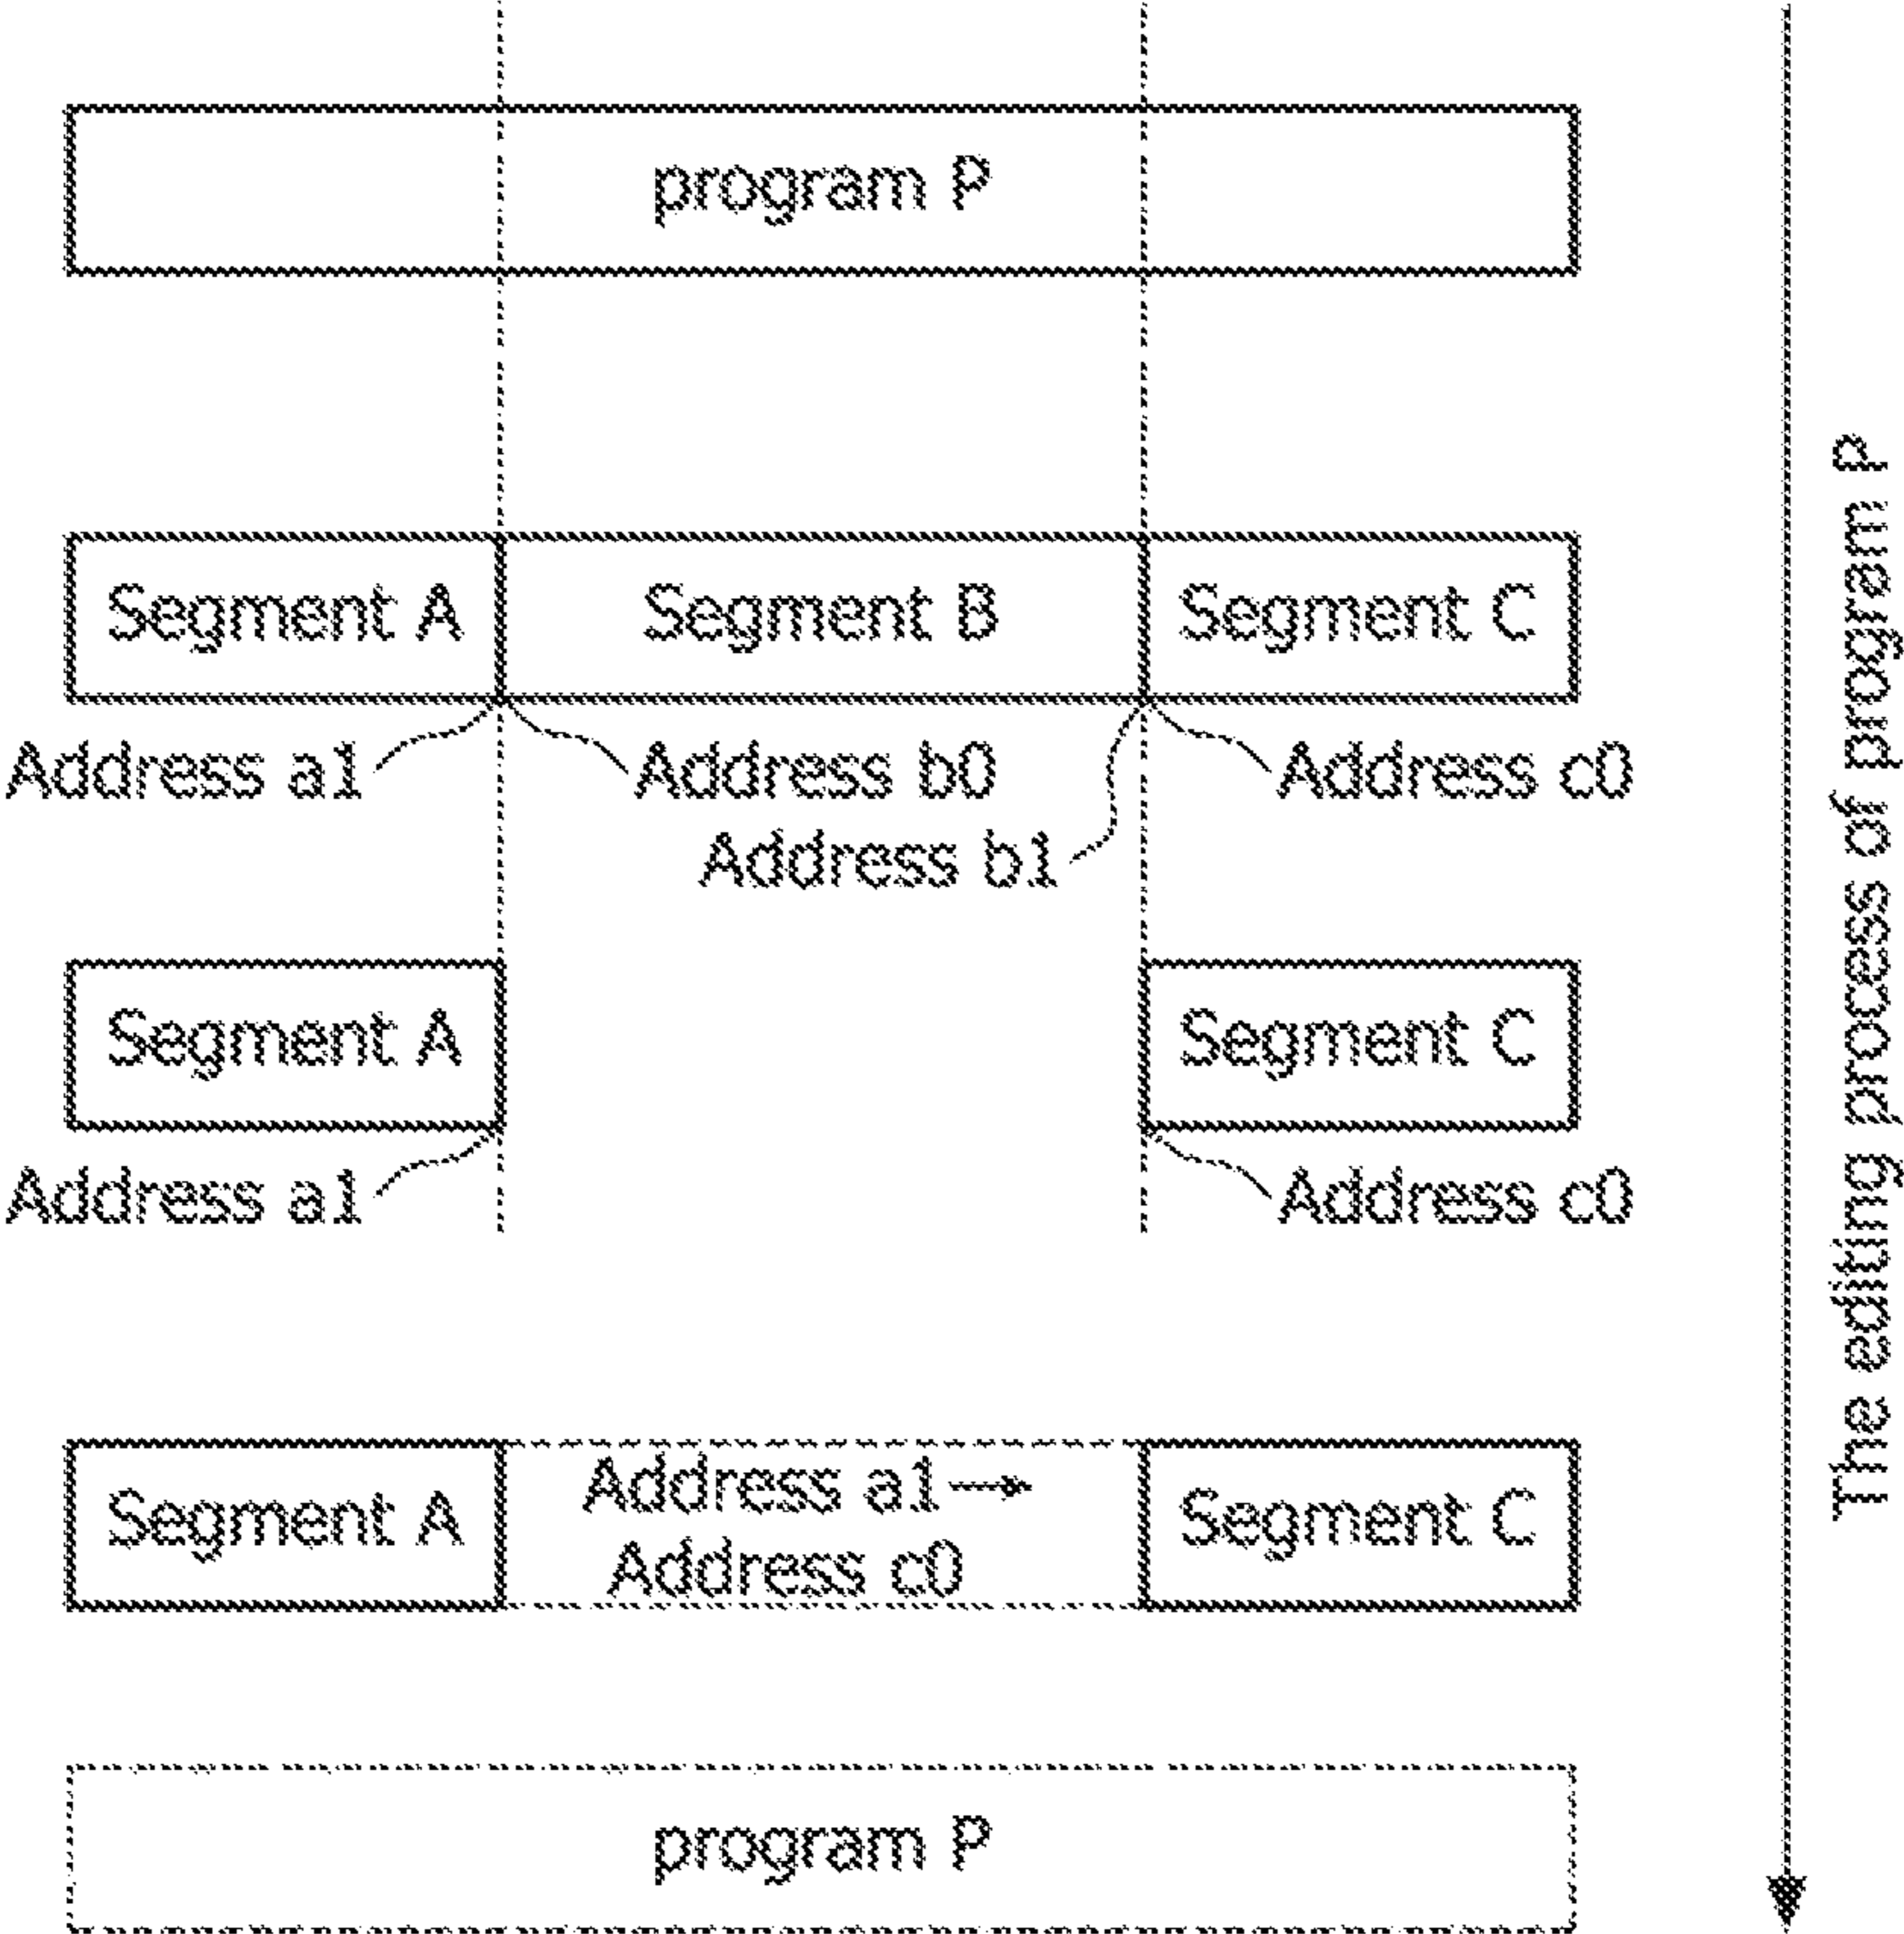 program P
Segment A Segment B Segment C
Address a1 Address b0 Address c0
Address b1
Segment A Segment C
Address a1 Address c0
Segment A Address a1→ Segment C
Address c0
program P
The editing process of program P